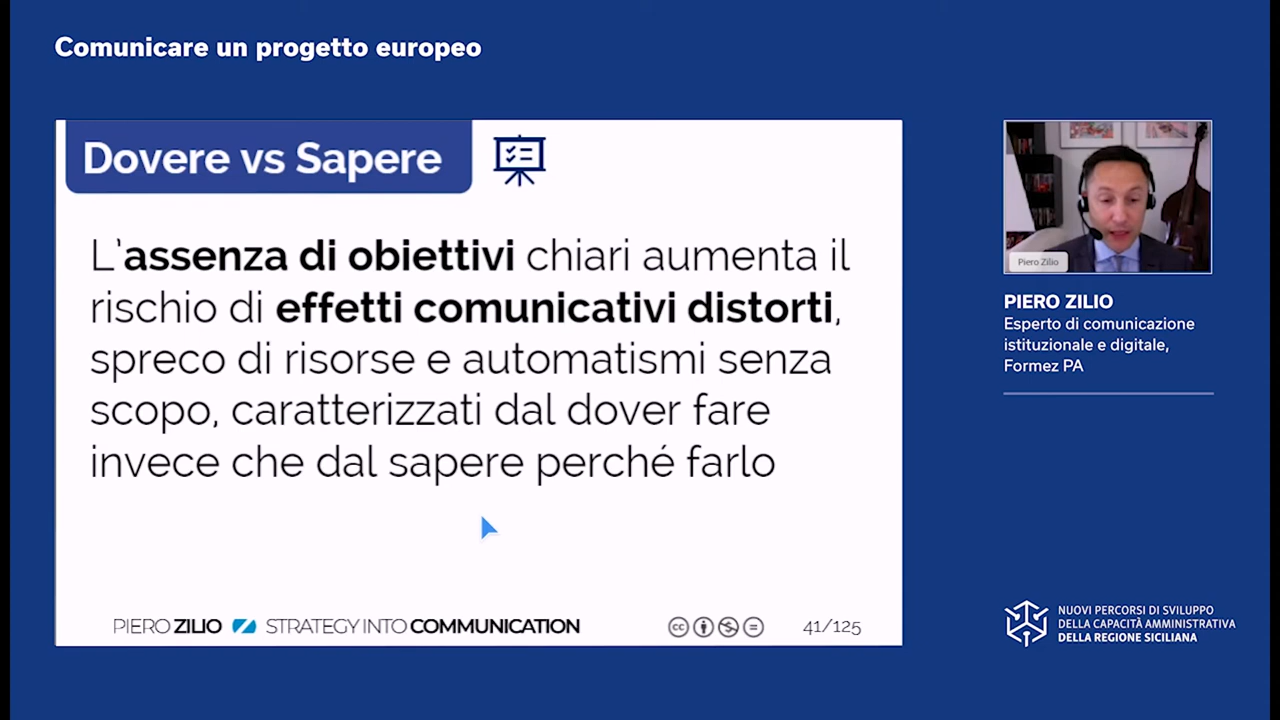 Comunicare un progetto europeo
Dovere vs Sapere
L'assenza di obiettivi chiari aumenta il
rischio di effetti comunicativi distorti,
spreco di risorse e automatismi senza
scopo, caratterizzati dal dover fare
invece che dal sapere perché farlo
PIERO ZILIO STRATEGY INTO COMMUNICATION
cc
41/125
Piero Zilio
PIERO ZILIO
Esperto di comunicazione
istituzionale e digitale,
Formez PA
NUOVI PERCORSI DI SVILUPPO
DELLA CAPACITÀ AMMINISTRATIVA
DELLA REGIONE SICILIANA